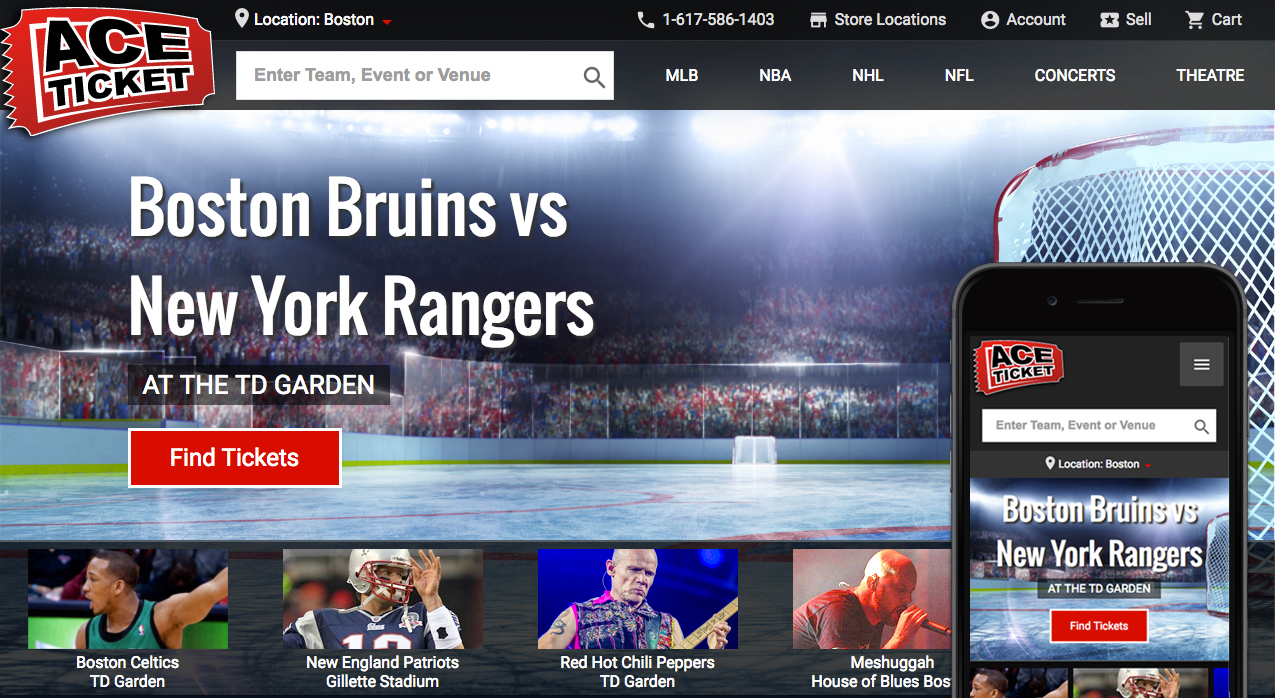 ACE
TICKET
Location: Boston
1-617-586-1403
Store Locations
Account
Sell
Cart
Enter Team, Event or Venue
MLB
NBA
NHL
NFL
CONCERTS
THEATRE
Boston Bruins vs
New York Rangers
AT THE TD GARDEN
Find Tickets
Boston Celtics
TD Garden
New England Patriots
Gillette Stadium
Red Hot Chili Peppers
TD Garden
Meshuggah
House of Blues Bos
ACE
TICKET
Enter Team, Event or Venue
Location: Boston
Boston Bruins vs
New York Rangers
AT THE TD GARDEN
Find Tickets